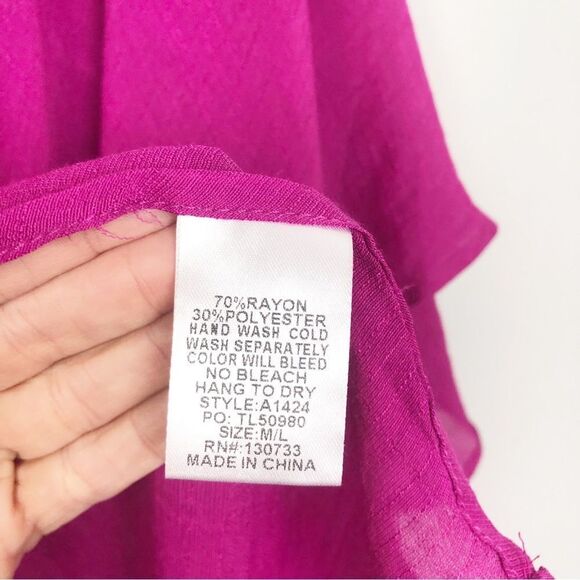 70%RAYON
30%POLYESTER
HAND WASH COLD
WASH SEPARATELY
COLOR WILL BLEED
NO BLEACH
HANG TO DRY
STYLE:A1424
PO: TL50980
SIZE:M/L
RN#:130733
MADE IN CHINA